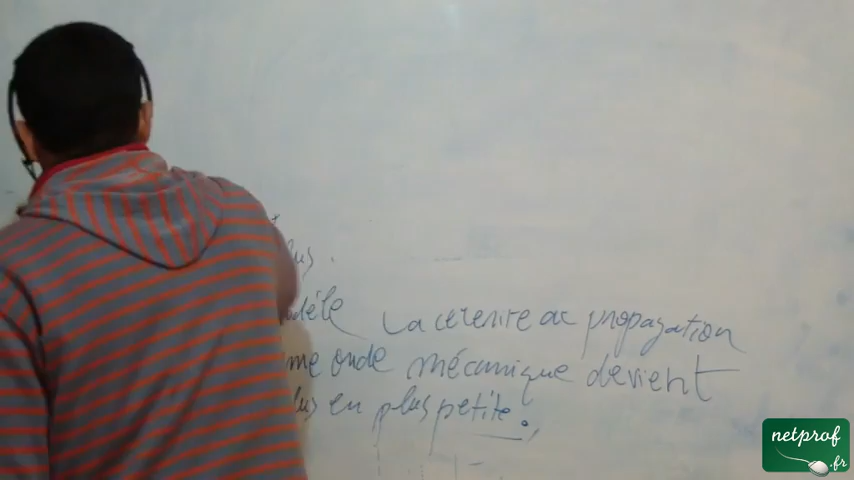 lus.
dèle La célérité de propagation
me onde mécanique devient
lus en plus petite.
netprof
.fr